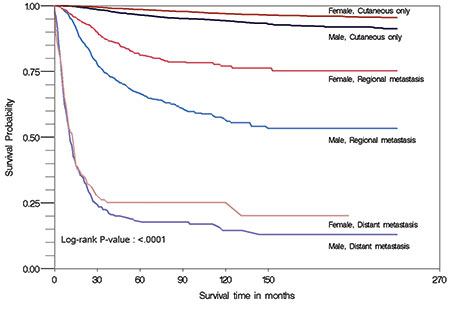 1.00
0.75
0.50
0.25
0.00
Survival Probability
Female, Cutaneous only
Male, Cutaneous only
Female, Regional metastasis
Male, Regional metastasis
Female, Distant metastasis
Male, Distant metastasis
Log-rank P-value : <.0001
0 30 60 90 120 150 270
Survival time in months